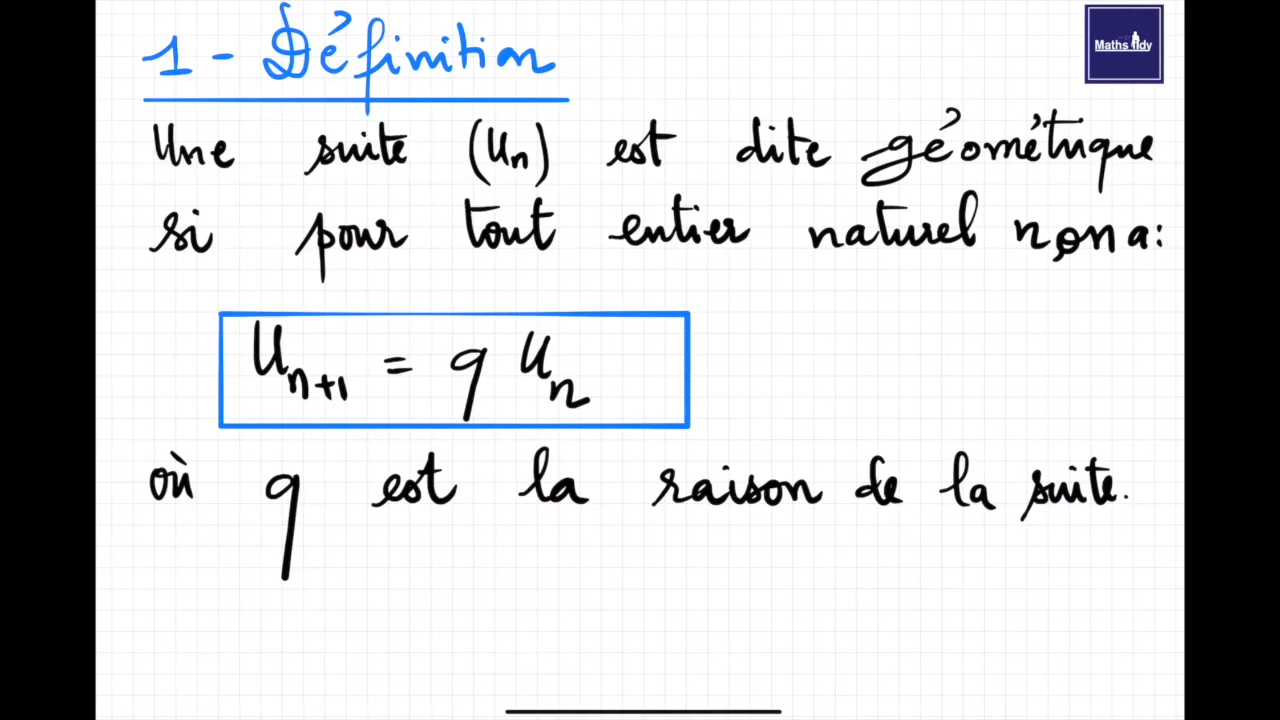 1 - Définition
Maths Tidy
Une suite (Un) est dite géométrique
si pour tout entier naturel n, on a :
Un+1 = q Un
où q est la raison de la suite.